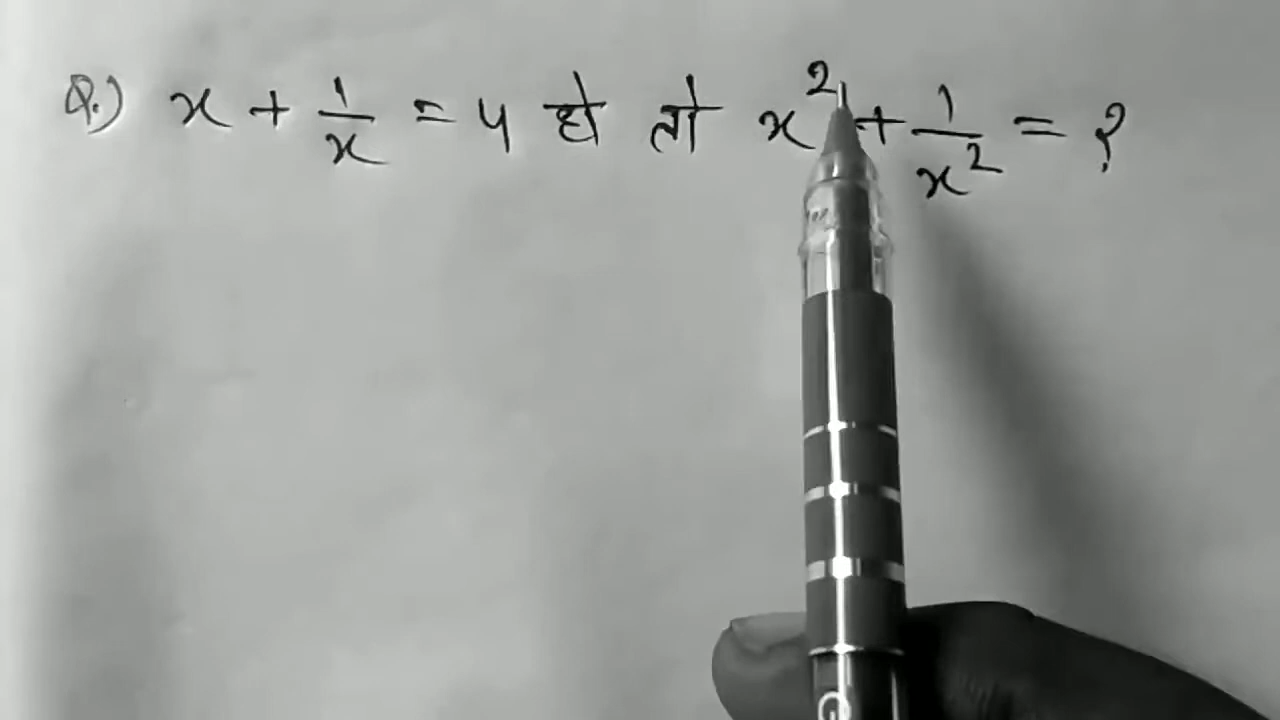 Q.) x + 1/x = 4 हो तो x² + 1/x² = ?